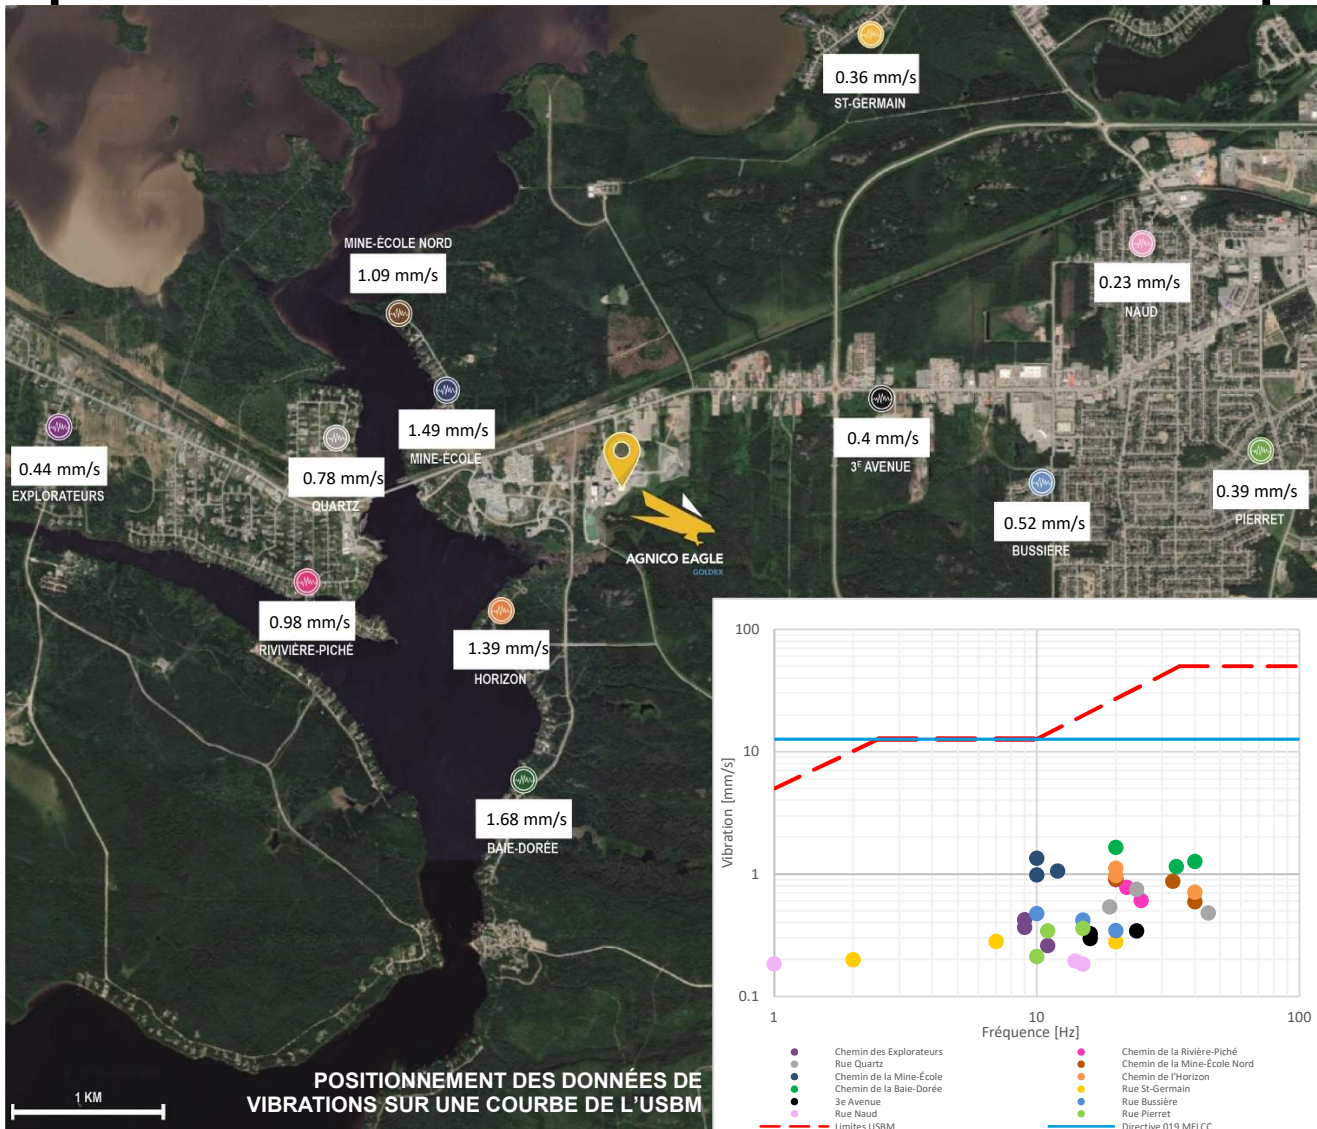 0.36 mm/s
ST-GERMAIN
MINE-ÉCOLE NORD
1.09 mm/s
0.23 mm/s
NAUD
1.49 mm/s
MINE-ÉCOLE
0.44 mm/s
EXPLORATEURS
0.78 mm/s
QUARTZ
0.4 mm/s
3E AVENUE
0.52 mm/s
BUSSIÈRE
0.39 mm/s
PIERRET
AGNICO EAGLE
GOLDEX
0.98 mm/s
RIVIVIÈRE-PICHÉ
1.39 mm/s
HORIZON
1.68 mm/s
BAIE-DORÉE
100
10
1
0.1
Vibration [mm/s]
1
10
100
Fréquence [Hz]
Chemin des Explorateurs
Chemin de la Rivière-Piché
Rue Quartz
Chemin de la Mine-École Nord
Chemin de la Mine-École
Chemin de l'Horizon
Chemin de la Baie-Dorée
Rue St-Germain
3e Avenue
Rue Bussière
Rue Naud
Rue Pierret
Limites USBM
Directive 019 MELCC
1 KM
POSITIONNEMENT DES DONNÉES DE
VIBRATIONS SUR UNE COURBE DE L'USBM